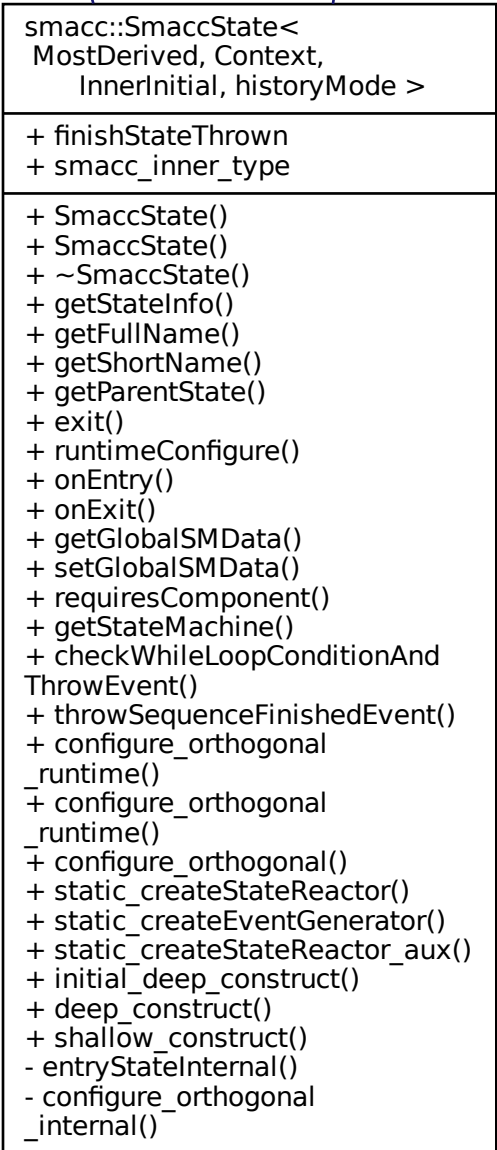 smacc::SmaccState<
MostDerived, Context,
InnerInitial, historyMode >
+ finishStateThrown
+ smacc_inner_type
+ SmaccState()
+ SmaccState()
+ ~SmaccState()
+ getStateInfo()
+ getFullName()
+ getShortName()
+ getParentState()
+ exit()
+ runtimeConfigure()
+ onEntry()
+ onExit()
+ getGlobalSMData()
+ setGlobalSMData()
+ requiresComponent()
+ getStateMachine()
+ checkWhileLoopConditionAnd
ThrowEvent()
+ throwSequenceFinishedEvent()
+ configure_orthogonal
_runtime()
+ configure_orthogonal
_runtime()
+ configure_orthogonal()
+ static_createStateReactor()
+ static_createEventGenerator()
+ static_createStateReactor_aux()
+ initial_deep_construct()
+ deep_construct()
+ shallow_construct()
- entryStateInternal()
- configure_orthogonal
_internal()